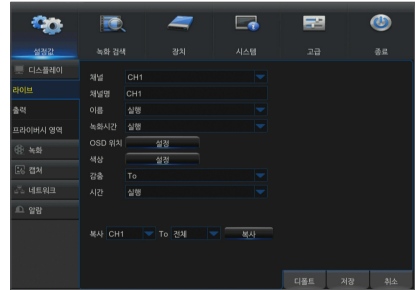 설정값 녹화 검색 장치 시스템 고급 종료
디스플레이
라이브
출력
프라이버시 영역
녹화
캡쳐
네트워크
알람
채널 CH1
채널명 CH1
이름 실행
녹화시간 실행
OSD 위치 설정
색상 설정
감출 To
시간 실행
복사 CH1 To 전체 복사
디폴트 저장 취소